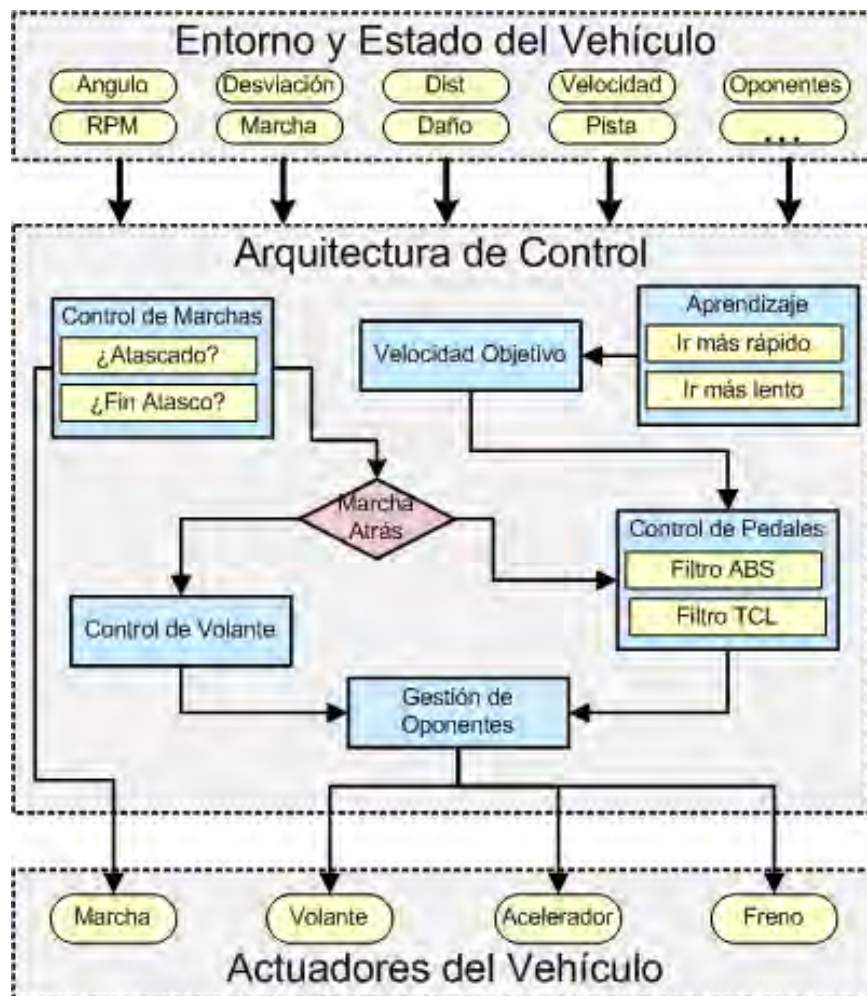 Entorno y Estado del Vehículo
Angulo
Desviación
Dist
Velocidad
Oponentes
RPM
Marcha
Daño
Pista
...
Arquitectura de Control
Control de Marchas
¿Atascado?
¿Fin Atasco?
Velocidad Objetivo
Aprendizaje
Ir más rápido
Ir más lento
Marcha
Atrás
Control de Pedales
Filtro ABS
Filtro TCL
Control de Volante
Gestión de
Oponentes
Marcha
Volante
Acelerador
Freno
Actuadores del Vehículo